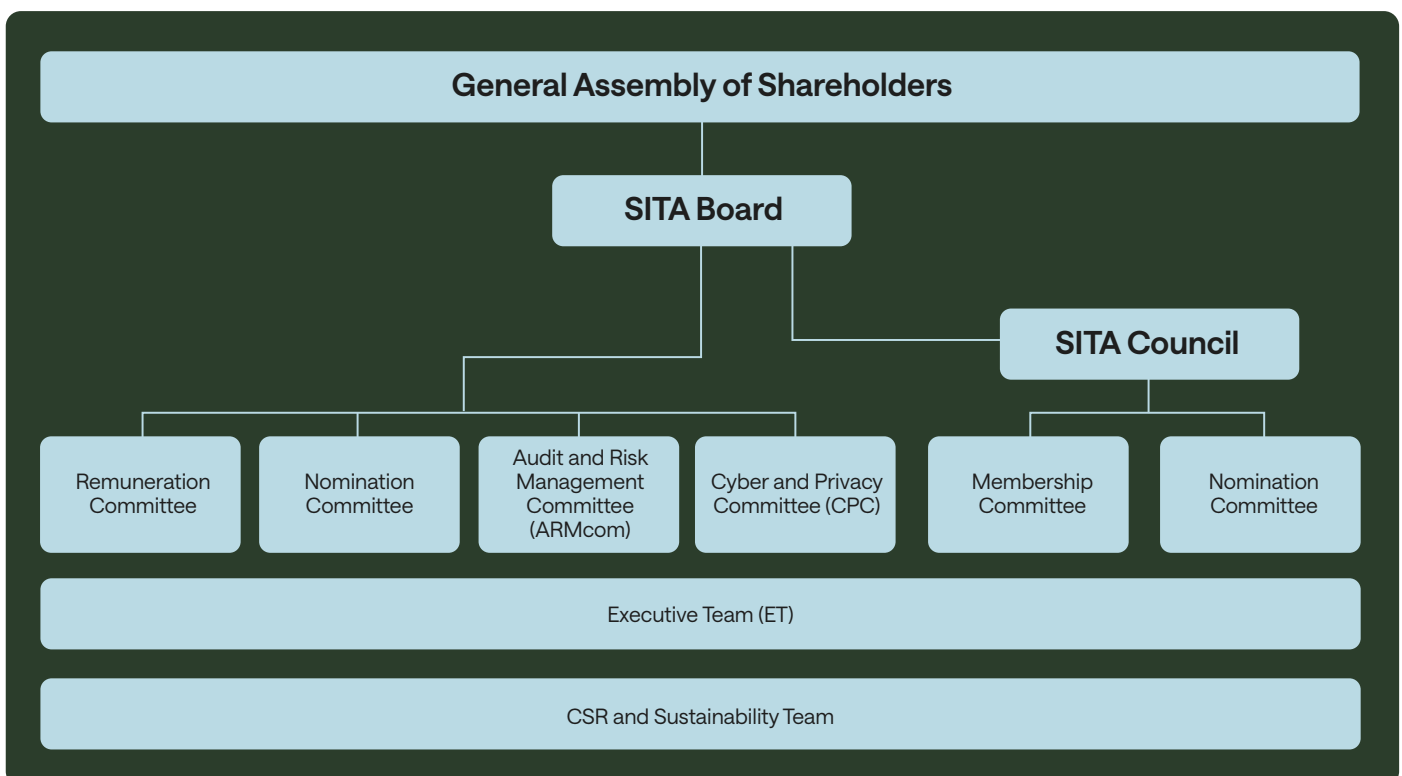 General Assembly of Shareholders
SITA Board
SITA Council
Remuneration
Committee
Nomination
Committee
Audit and Risk
Management
Committee
(ARMcom)
Cyber and Privacy
Committee (CPC)
Membership
Committee
Nomination
Committee
Executive Team (ET)
CSR and Sustainability Team